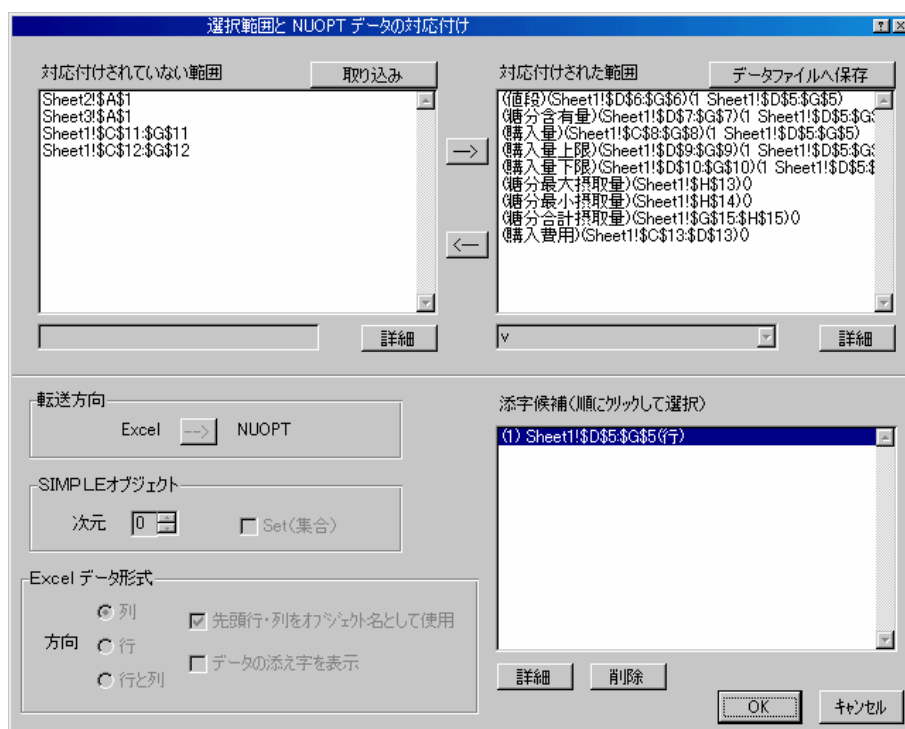 選択範囲と NUOPT データの対応付け
対応付けされていない範囲
取り込み
Sheet2!$A$1
Sheet3!$A$1
Sheet1!$C$11:$G$11
Sheet1!$C$12:$G$12
詳細
-->
<--
対応付けされた範囲
データファイルへ保存
(値段)(Sheet1!$D$6:$G$6)(1 Sheet1!$D$5:$G$5)
(糖分含有量)(Sheet1!$D$7:$G$7)(1 Sheet1!$D$5:$G$
(購入量)(Sheet1!$C$8:$G$8)(1 Sheet1!$D$5:$G$5)
(購入量上限)(Sheet1!$D$9:$G$9)(1 Sheet1!$D$5:$G$
(購入量下限)(Sheet1!$D$10:$G$10)(1 Sheet1!$D$5:$
(糖分最大摂取量)(Sheet1!$H$13)()
(糖分最小摂取量)(Sheet1!$H$14)()
(糖分合計摂取量)(Sheet1!$G$15:$H$15)()
(購入費用)(Sheet1!$C$13:$D$13)()
v
詳細
転送方向
Excel --> NUOPT
SIMPLEオブジェクト
次元 0 Set(集合)
Excel データ形式
方向
列
行
行と列
先頭行・列をオブジェクト名として使用
データの添え字を表示
添字候補(順にクリックして選択)
(1) Sheet1!$D$5:$G$5(行)
詳細
削除
OK
キャンセル